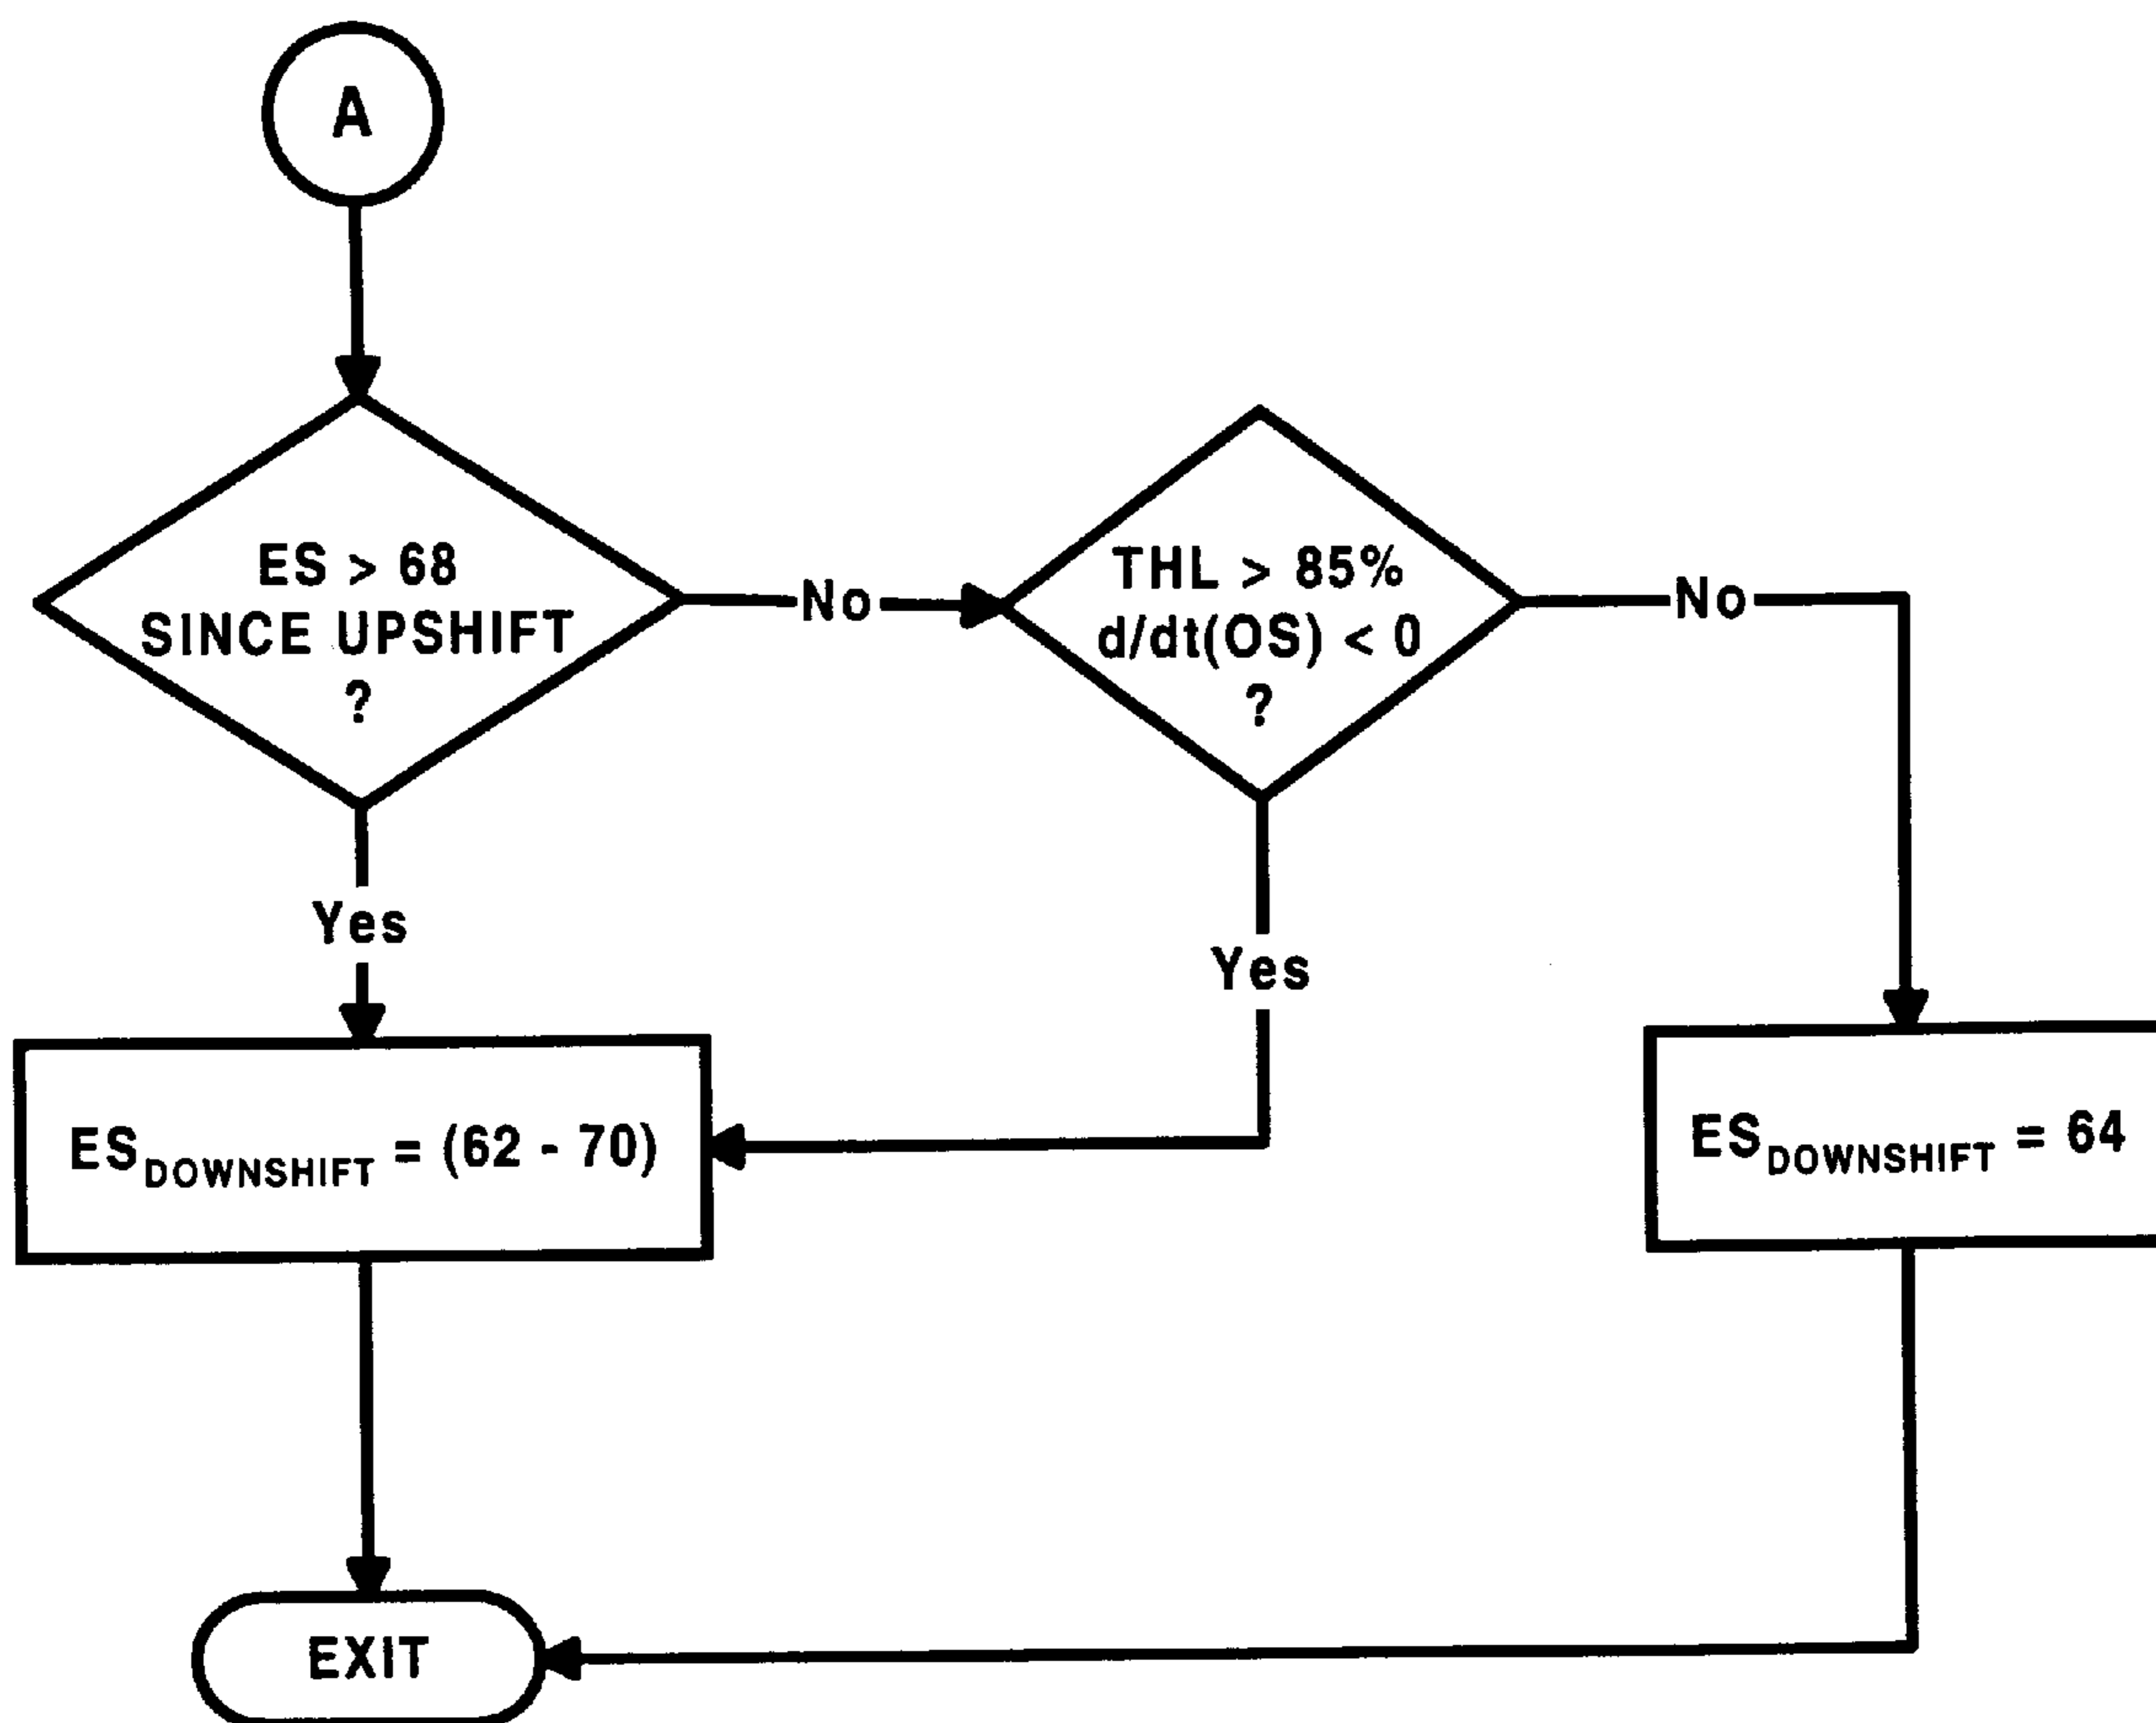 A
ES > 68
SINCE UPSHIFT
?
No
THL > 85%
d/dt(OS) < 0
?
No
Yes
Yes
ESDOWNSHIFT = (62 - 70)
ESDOWNSHIFT = 64
EXIT